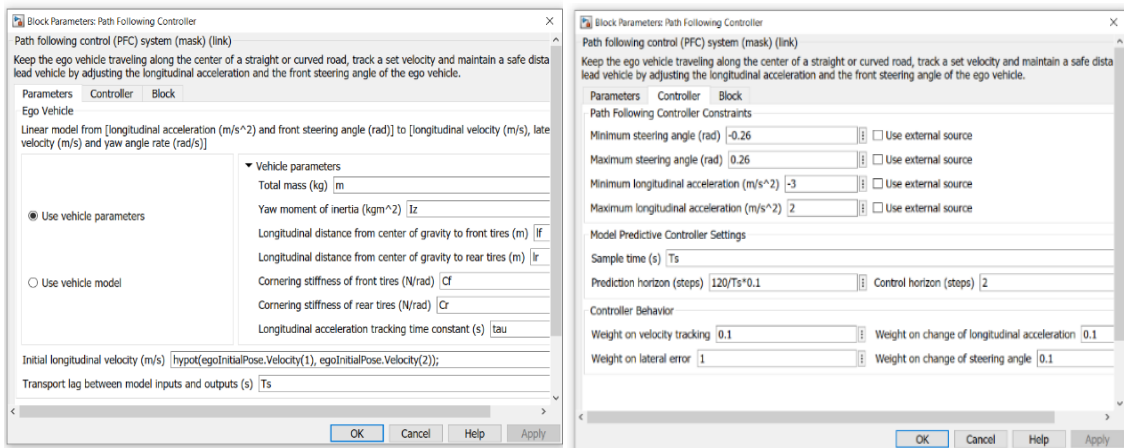 Block Parameters: Path Following Controller
Path following control (PFC) system (mask) (link)
Keep the ego vehicle traveling along the center of a straight or curved road, track a set velocity and maintain a safe dista
lead vehicle by adjusting the longitudinal acceleration and the front steering angle of the ego vehicle.
Parameters Controller Block
Ego Vehicle
Linear model from [longitudinal acceleration (m/s^2) and front steering angle (rad)] to [longitudinal velocity (m/s), late
velocity (m/s) and yaw angle rate (rad/s)]
Use vehicle parameters
Use vehicle model
Vehicle parameters
Total mass (kg) m
Yaw moment of inertia (kgm^2) Iz
Longitudinal distance from center of gravity to front tires (m) lf
Longitudinal distance from center of gravity to rear tires (m) lr
Cornering stiffness of front tires (N/rad) Cf
Cornering stiffness of rear tires (N/rad) Cr
Longitudinal acceleration tracking time constant (s) tau
Initial longitudinal velocity (m/s) hypot(egoInitialPose.Velocity(1), egoInitialPose.Velocity(2));
Transport lag between model inputs and outputs (s) Ts
OK Cancel Help Apply
Block Parameters: Path Following Controller
Path following control (PFC) system (mask) (link)
Keep the ego vehicle traveling along the center of a straight or curved road, track a set velocity and maintain a safe dista
lead vehicle by adjusting the longitudinal acceleration and the front steering angle of the ego vehicle.
Parameters Controller Block
Path Following Controller Constraints
Minimum steering angle (rad) -0.26 Use external source
Maximum steering angle (rad) 0.26 Use external source
Minimum longitudinal acceleration (m/s^2) -3 Use external source
Maximum longitudinal acceleration (m/s^2) 2 Use external source
Model Predictive Controller Settings
Sample time (s) Ts
Prediction horizon (steps) 120/Ts*0.1 Control horizon (steps) 2
Controller Behavior
Weight on velocity tracking 0.1 Weight on change of longitudinal acceleration 0.1
Weight on lateral error 1 Weight on change of steering angle 0.1
OK Cancel Help Apply